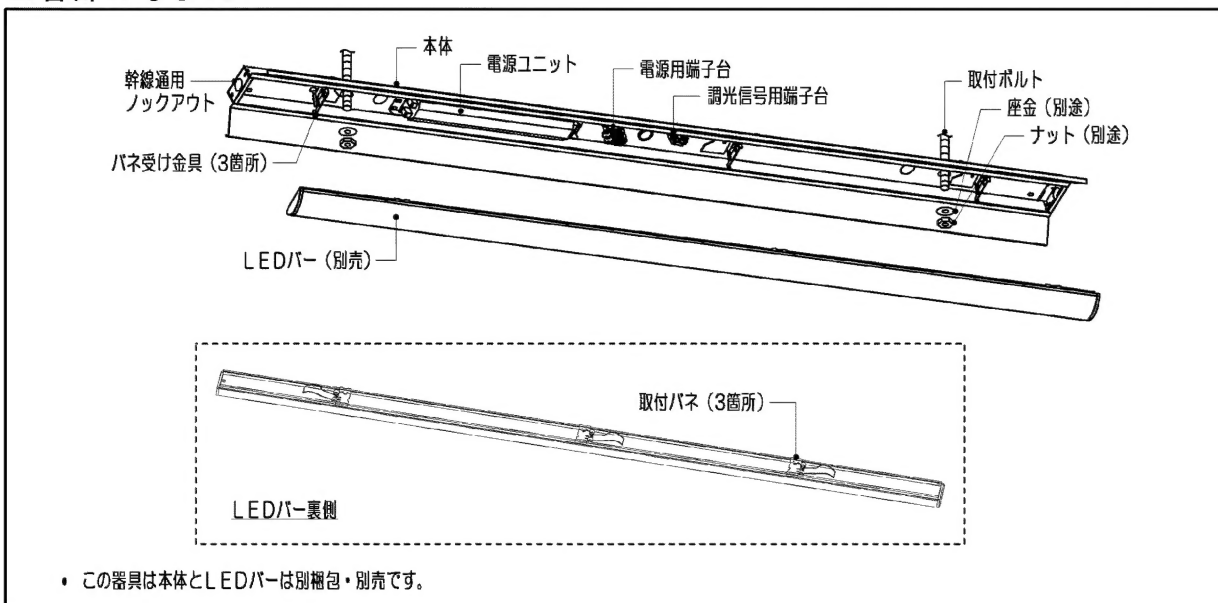 本体
電源ユニット
電源用端子台
調光信号用端子台
取付ボルト
座金（別途）
ナット（別途）
幹線通用
ノックアウト
バネ受け金具（3箇所）
LEDバー（別売）
取付バネ（3箇所）
LEDバー裏側
• この器具は本体とLEDバーは別梱包・別売です。